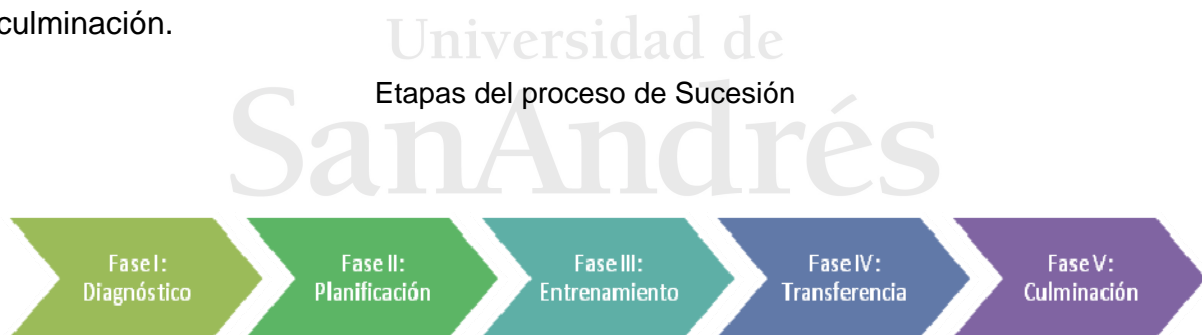 culminación.
Universidad de
Etapas del proceso de Sucesión
SanAndrés
Fase I:
Diagnóstico
Fase II:
Planificación
Fase III:
Entrenamiento
Fase IV:
Transferencia
Fase V:
Culminación